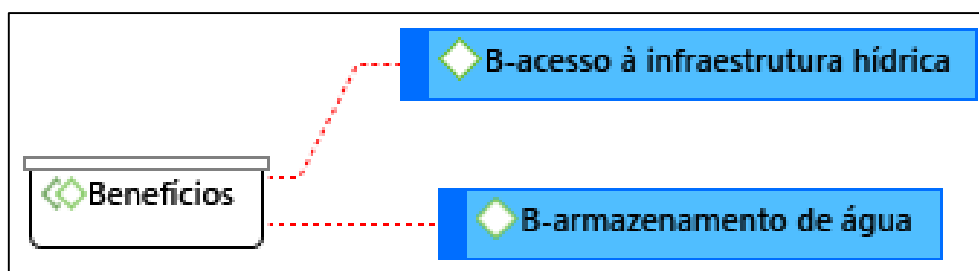 B-acesso à infraestrutura hídrica
Benefícios
B-armazenamento de água